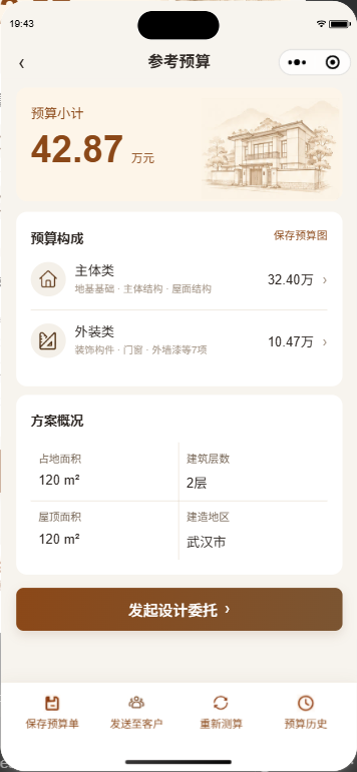 19:43
‹ 参考预算
预算小计
42.87 万元
预算构成 保存预算图
主体类
地基基础 · 主体结构 · 屋面结构
32.40万 ›
外装类
装饰构件 · 门窗 · 外墙漆等7项
10.47万 ›
方案概况
占地面积
120 m²
建筑层数
2层
屋顶面积
120 m²
建造地区
武汉市
发起设计委托 ›
保存预算单 发送至客户 重新测算 预算历史